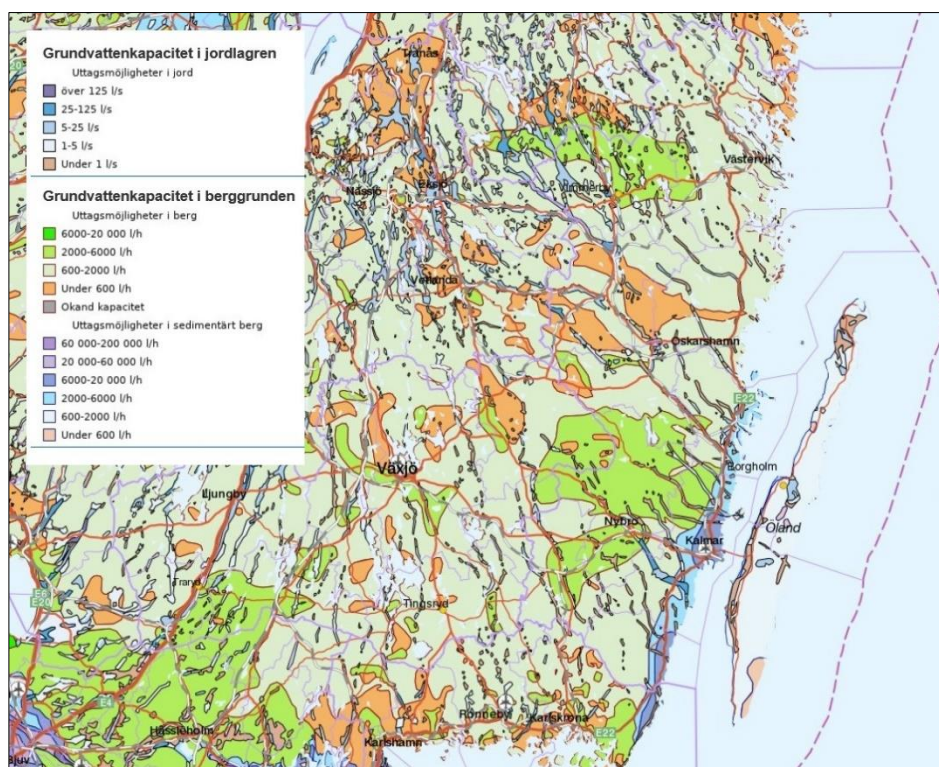 Grundvattenkapacitet i jordlagren
Uttagsmöjligheter i jord
över 125 l/s
25-125 l/s
5-25 l/s
1-5 l/s
Under 1 l/s
Grundvattenkapacitet i berggrunden
Uttagsmöjligheter i berg
6000-20 000 l/h
2000-6000 l/h
600-2000 l/h
Under 600 l/h
Okand kapacitet
Uttagsmöjligheter i sedimentärt berg
60 000-200 000 l/h
20 000-60 000 l/h
6000-20 000 l/h
2000-6000 l/h
600-2000 l/h
Under 600 l/h
Tranås
Västervik
Nässjö
Eksjö
Vimmerby
Vetlanda
Oskarshamn
E22
Växjö
Borgholm
Ljungby
Nybro
Öland
Kalmar
Traryd
E6
E20
Tingsryd
E4
Hässleholm
Ronneby
Karlskrona
Karlshamn
E22